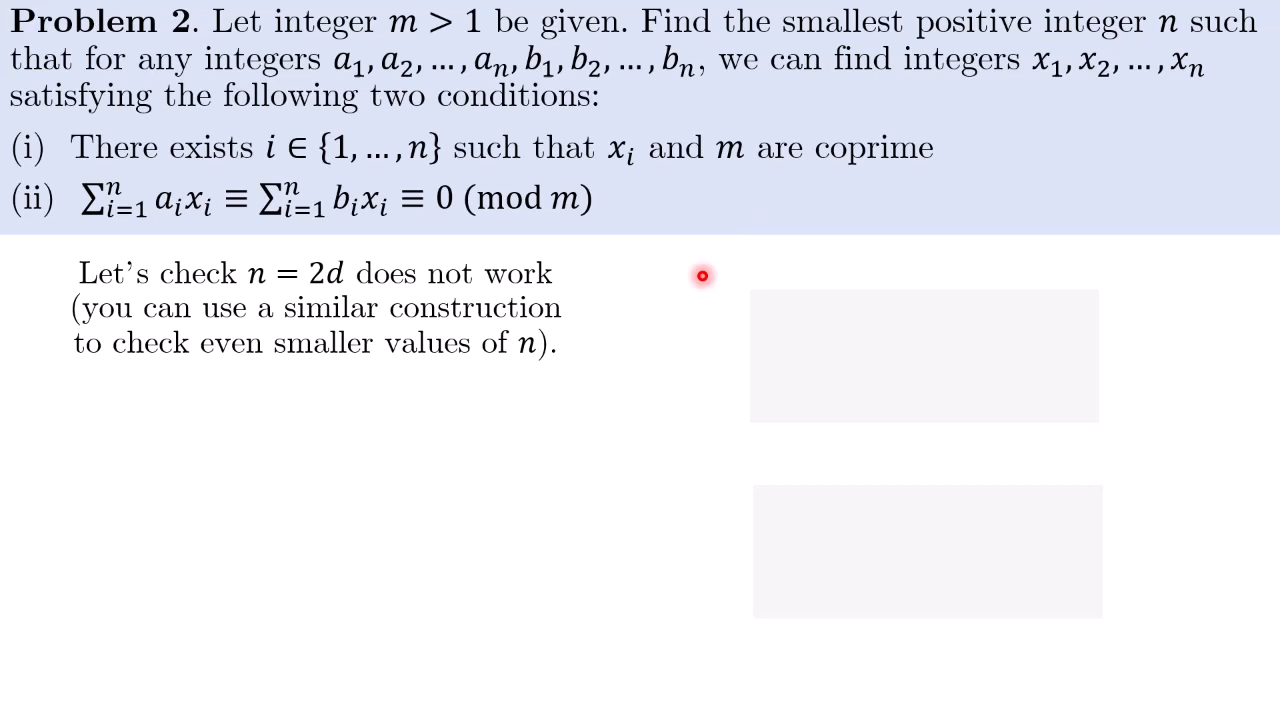 Problem 2. Let integer m > 1 be given. Find the smallest positive integer n such
that for any integers a₁, a₂, …, aₙ, b₁, b₂, …, bₙ, we can find integers x₁, x₂, …, xₙ
satisfying the following two conditions:
(i) There exists i ∈ {1, …, n} such that xᵢ and m are coprime
(ii) ∑ⁿᵢ₌₁ aᵢxᵢ ≡ ∑ⁿᵢ₌₁ bᵢxᵢ ≡ 0 (mod m)
Let's check n = 2d does not work
(you can use a similar construction
to check even smaller values of n).